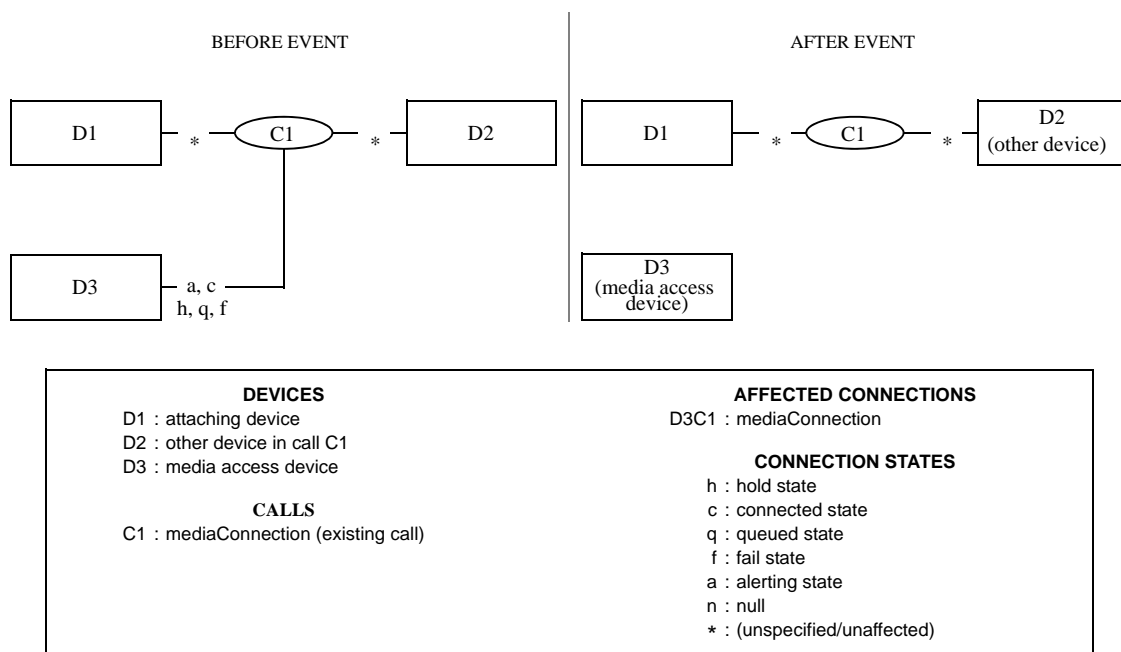 BEFORE EVENT
AFTER EVENT
D1
*
C1
*
D2
D3
a, c
h, q, f
D1
*
C1
*
D2
(other device)
D3
(media access
device)
DEVICES
D1 : attaching device
D2 : other device in call C1
D3 : media access device
CALLS
C1 : mediaConnection (existing call)
AFFECTED CONNECTIONS
D3C1 : mediaConnection
CONNECTION STATES
h : hold state
c : connected state
q : queued state
f : fail state
a : alerting state
n : null
* : (unspecified/unaffected)